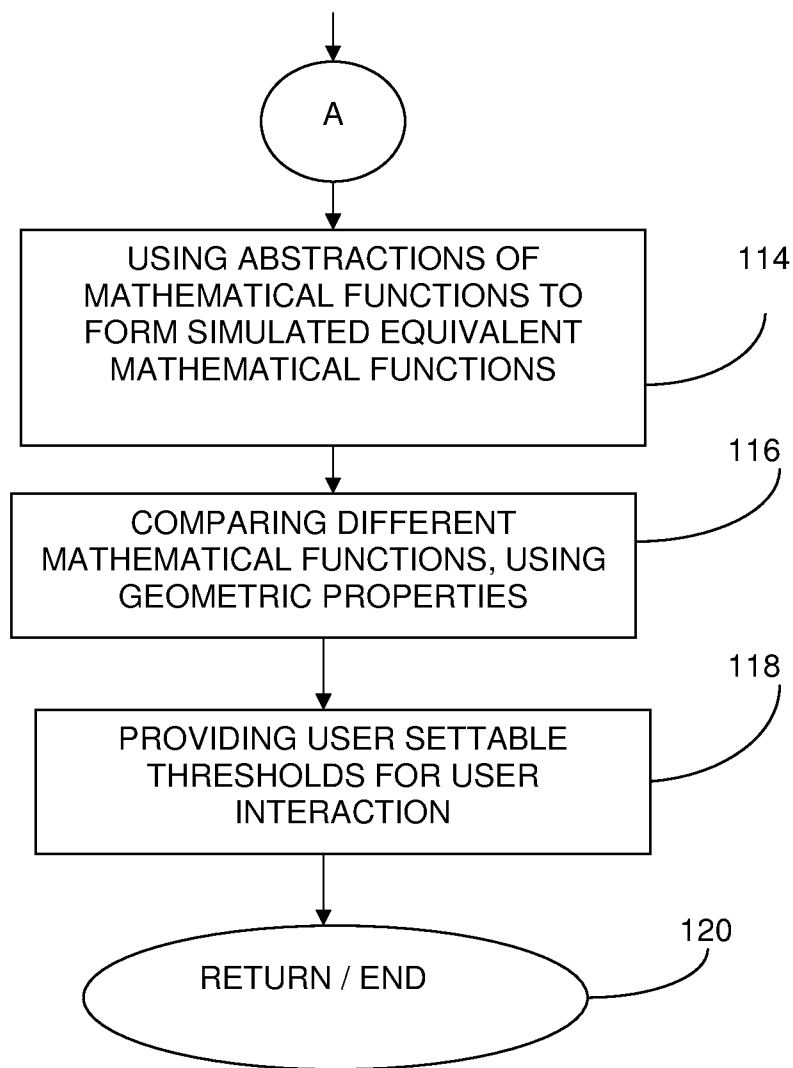 A
USING ABSTRACTIONS OF
MATHEMATICAL FUNCTIONS TO
FORM SIMULATED EQUIVALENT
MATHEMATICAL FUNCTIONS
114
COMPARING DIFFERENT
MATHEMATICAL FUNCTIONS, USING
GEOMETRIC PROPERTIES
116
PROVIDING USER SETTABLE
THRESHOLDS FOR USER
INTERACTION
118
RETURN / END
120